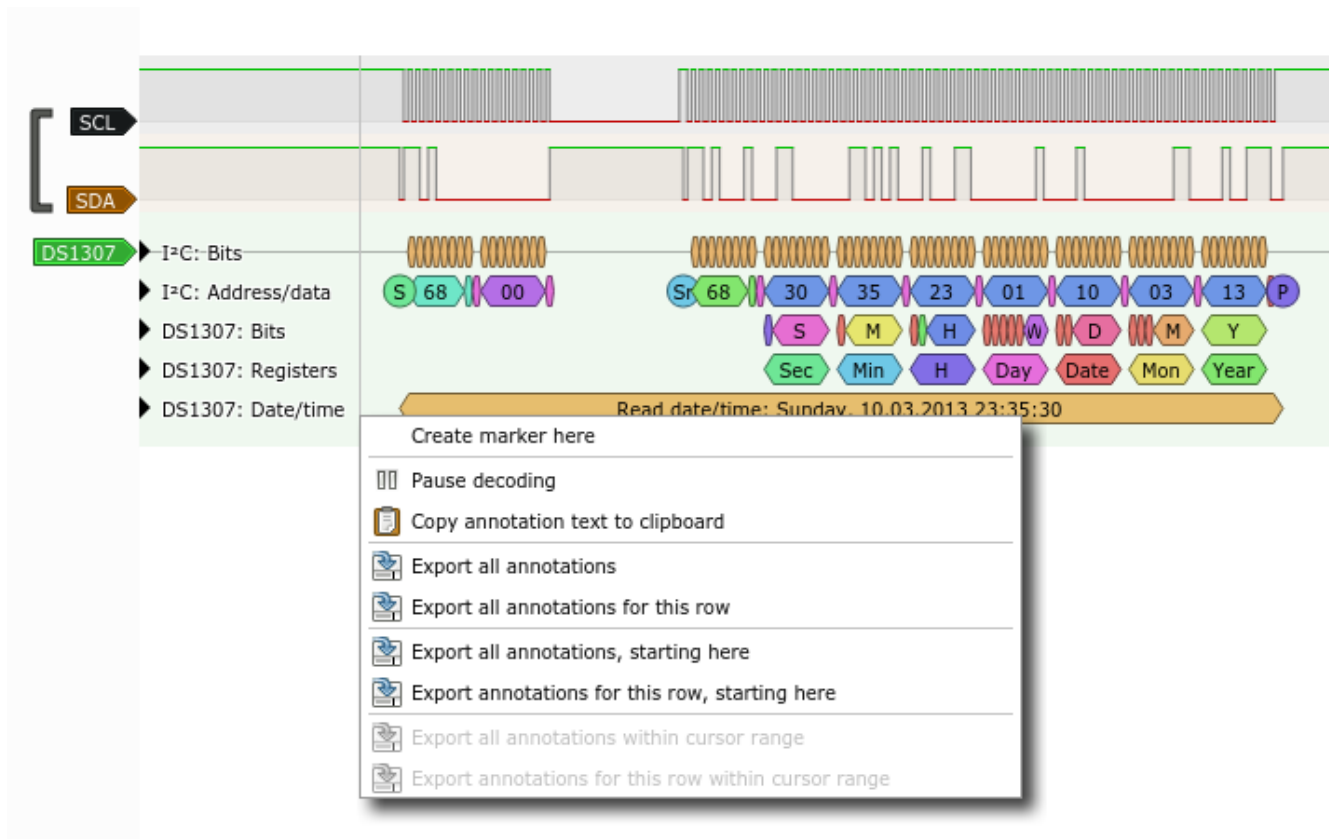 SCL
SDA
DS1307 I²C: Bits
I²C: Address/data S 68 00 Sr 68 30 35 23 01 10 03 13 P
DS1307: Bits S M H W D M Y
DS1307: Registers Sec Min H Day Date Mon Year
DS1307: Date/time Read date/time: Sunday, 10.03.2013 23:35:30
Create marker here
Pause decoding
Copy annotation text to clipboard
Export all annotations
Export all annotations for this row
Export all annotations, starting here
Export annotations for this row, starting here
Export all annotations within cursor range
Export annotations for this row within cursor range